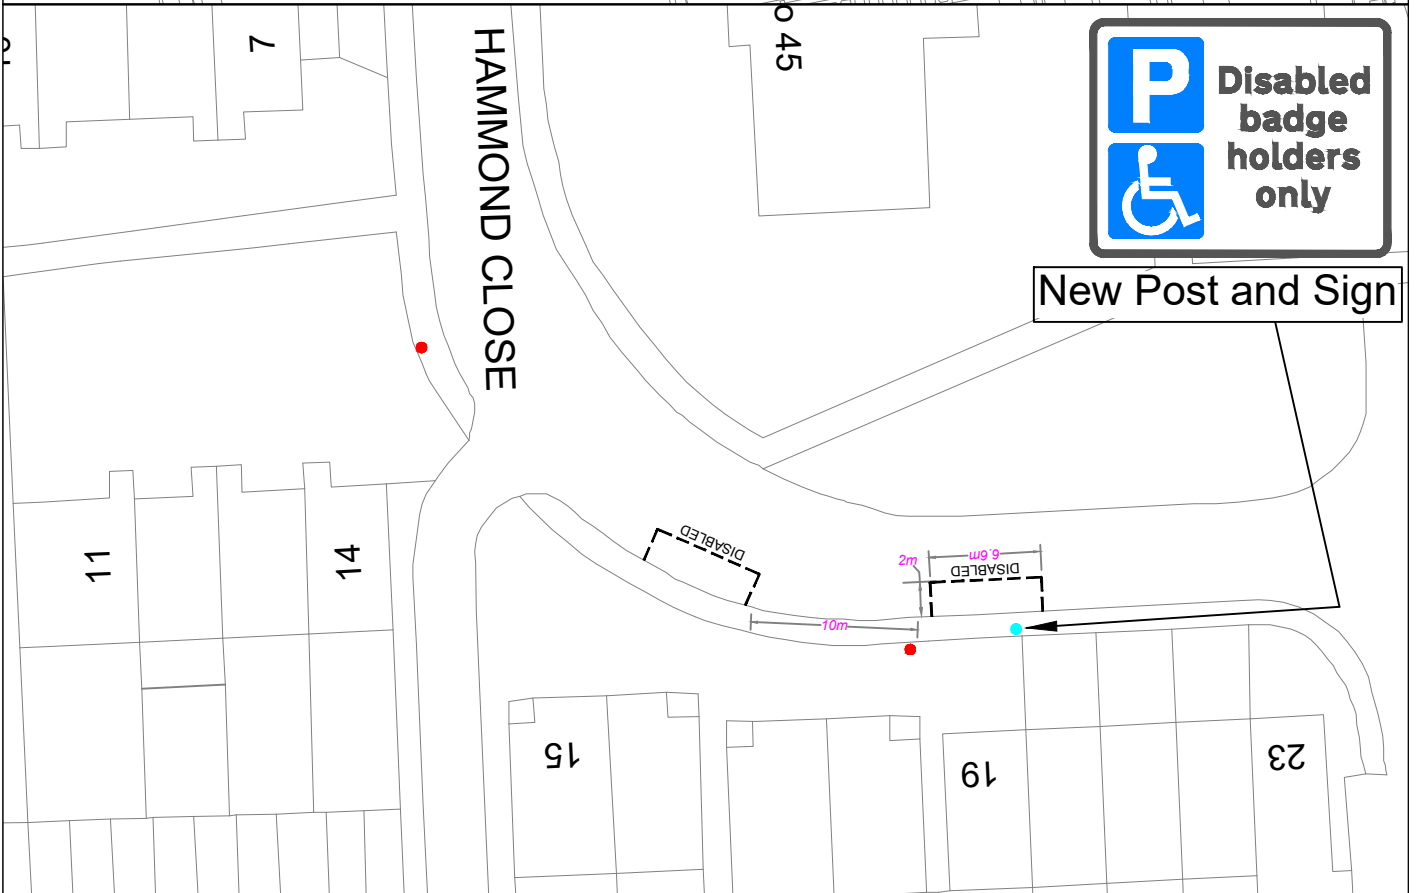 7
HAMMOND CLOSE
o 45
P
Disabled
badge
holders
only
New Post and Sign
11
14
DISABLED
2m
6.6m
DISABLED
10m
15
19
23